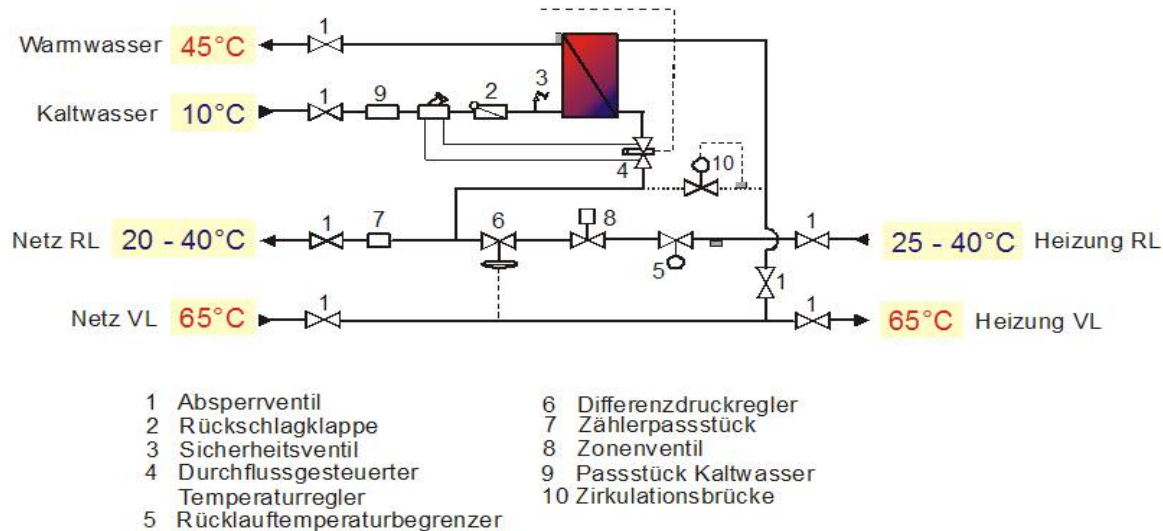 1
Warmwasser 45°C
3
Kaltwasser 10°C 1 9 2
4 10
Netz RL 20 - 40°C 1 7 6 8 5 1 25 - 40°C Heizung RL
1
Netz VL 65°C 1 1 65°C Heizung VL
1 Absperrventil
2 Rückschlagklappe
3 Sicherheitsventil
4 Durchflussgesteuerter
Temperaturregler
5 Rücklauftemperaturbegrenzer
6 Differenzdruckregler
7 Zählerpassstück
8 Zonenventil
9 Passstück Kaltwasser
10 Zirkulationsbrücke